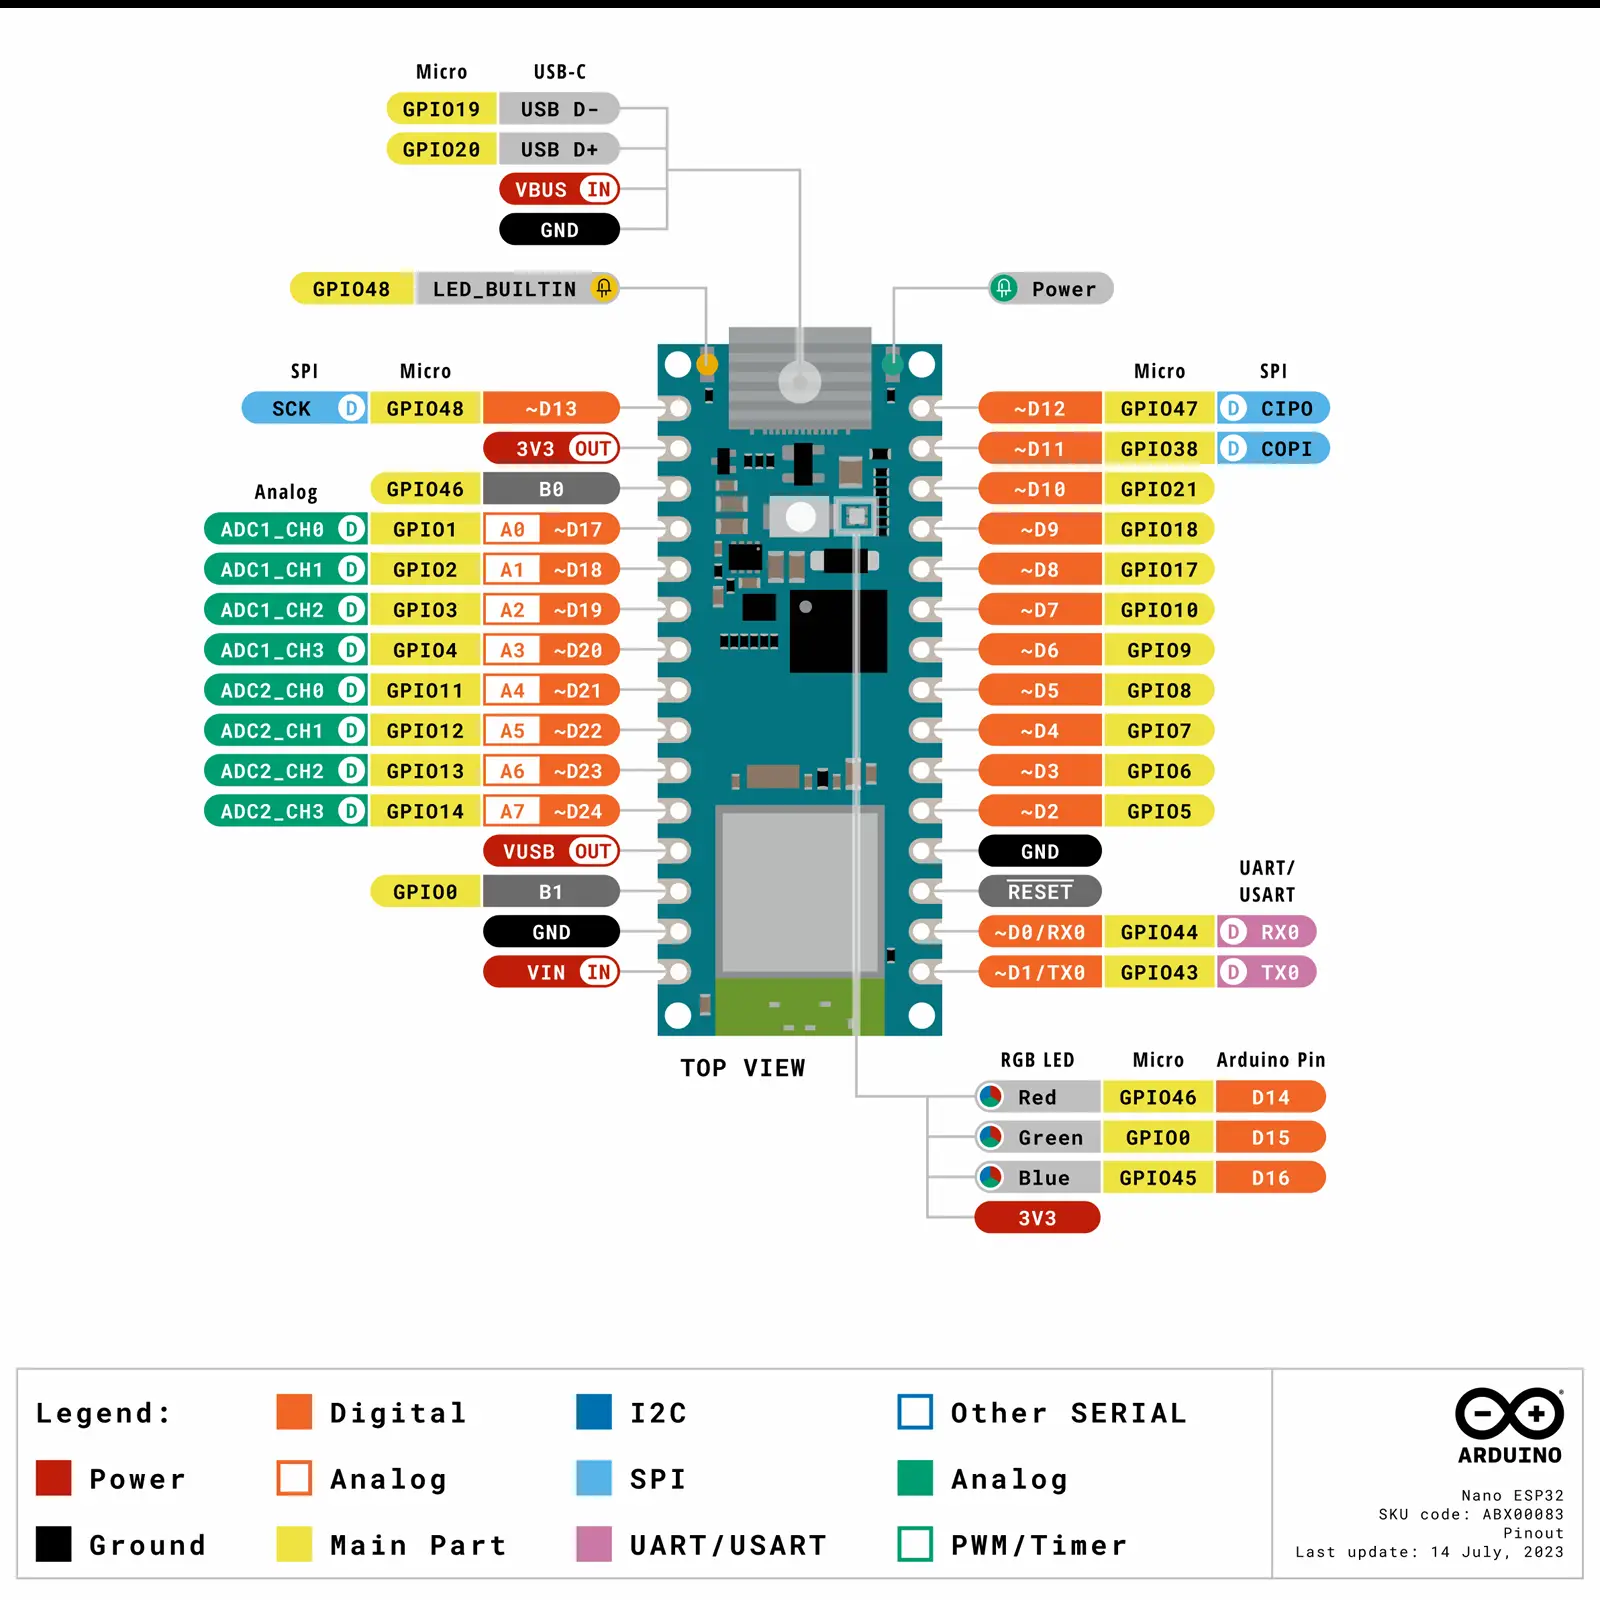 Micro USB-C
GPIO19 USB D-
GPIO20 USB D+
VBUS IN
GND
GPIO48 LED_BUILTIN
Power
SPI Micro
SCK D GPIO48 ~D13
3V3 OUT
GPIO46 B0
Analog
ADC1_CH0 D GPIO1 A0 ~D17
ADC1_CH1 D GPIO2 A1 ~D18
ADC1_CH2 D GPIO3 A2 ~D19
ADC1_CH3 D GPIO4 A3 ~D20
ADC2_CH0 D GPIO11 A4 ~D21
ADC2_CH1 D GPIO12 A5 ~D22
ADC2_CH2 D GPIO13 A6 ~D23
ADC2_CH3 D GPIO14 A7 ~D24
VUSB OUT
GPIO0 B1
GND
VIN IN
Micro SPI
~D12 GPIO47 D CIPO
~D11 GPIO38 D COPI
~D10 GPIO21
~D9 GPIO18
~D8 GPIO17
~D7 GPIO10
~D6 GPIO9
~D5 GPIO8
~D4 GPIO7
~D3 GPIO6
~D2 GPIO5
GND
RESET
UART/
USART
~D0/RX0 GPIO44 D RX0
~D1/TX0 GPIO43 D TX0
TOP VIEW
RGB LED Micro Arduino Pin
Red GPIO46 D14
Green GPIO0 D15
Blue GPIO45 D16
3V3
Legend:
Power
Ground
Digital
Analog
Main Part
I2C
SPI
UART/USART
Other SERIAL
Analog
PWM/Timer
ARDUINO
Nano ESP32
SKU code: ABX00083
Pinout
Last update: 14 July, 2023